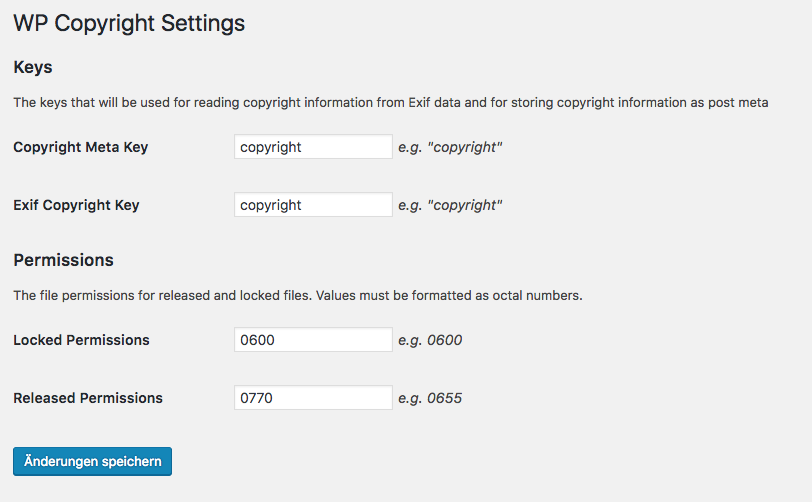 WP Copyright Settings
Keys
The keys that will be used for reading copyright information from Exif data and for storing copyright information as post meta
Copyright Meta Key copyright e.g. "copyright"
Exif Copyright Key copyright e.g. "copyright"
Permissions
The file permissions for released and locked files. Values must be formatted as octal numbers.
Locked Permissions 0600 e.g. 0600
Released Permissions 0770 e.g. 0655
Änderungen speichern